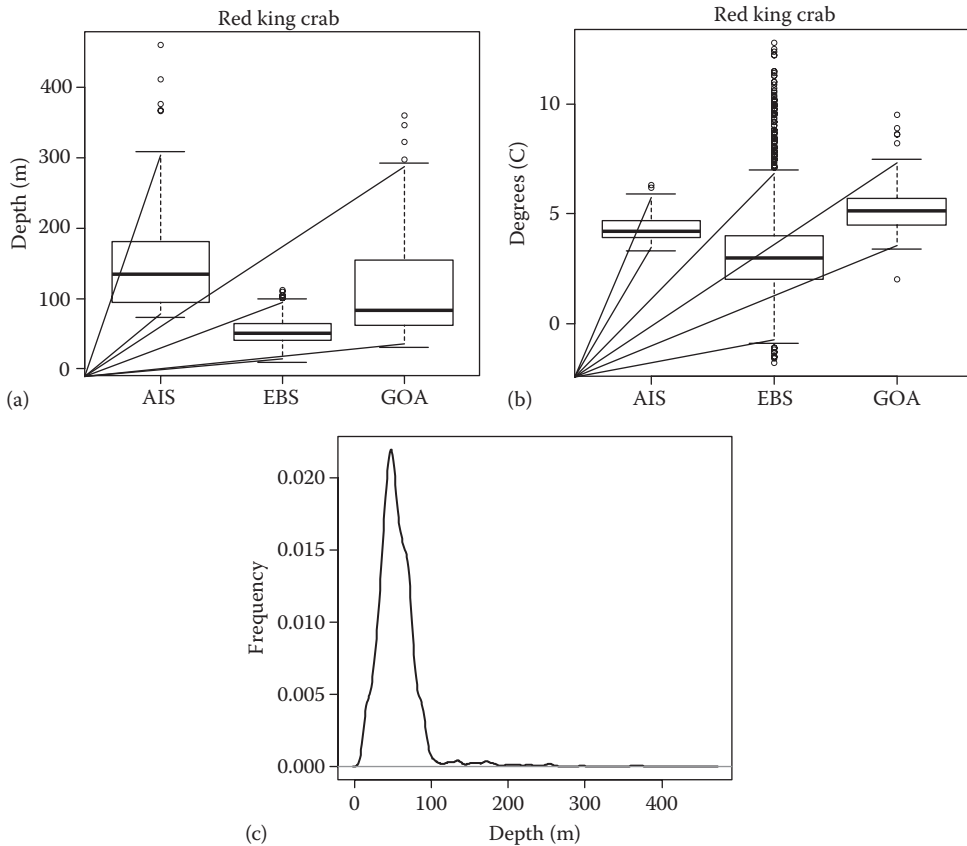 Red king crab
400
300
200
100
0
Depth (m)
AIS
EBS
GOA
(a)
Red king crab
10
5
0
Degrees (C)
AIS
EBS
GOA
(b)
0.020
0.015
0.010
0.005
0.000
Frequency
0
100
200
300
400
Depth (m)
(c)